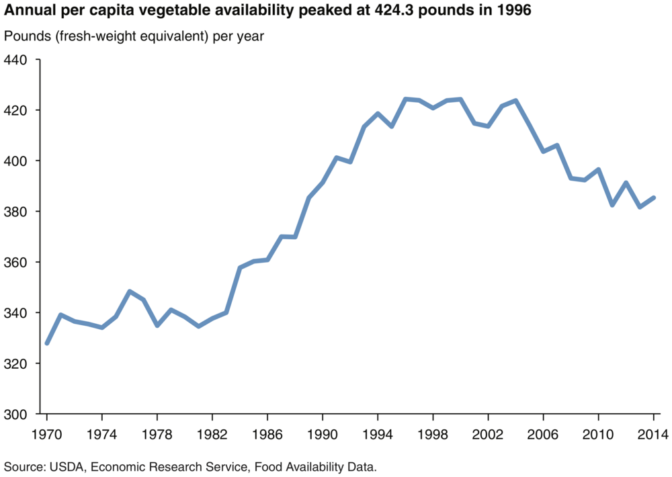 Annual per capita vegetable availability peaked at 424.3 pounds in 1996
Pounds (fresh-weight equivalent) per year
440
420
400
380
360
340
320
300
1970 1974 1978 1982 1986 1990 1994 1998 2002 2006 2010 2014
Source: USDA, Economic Research Service, Food Availability Data.